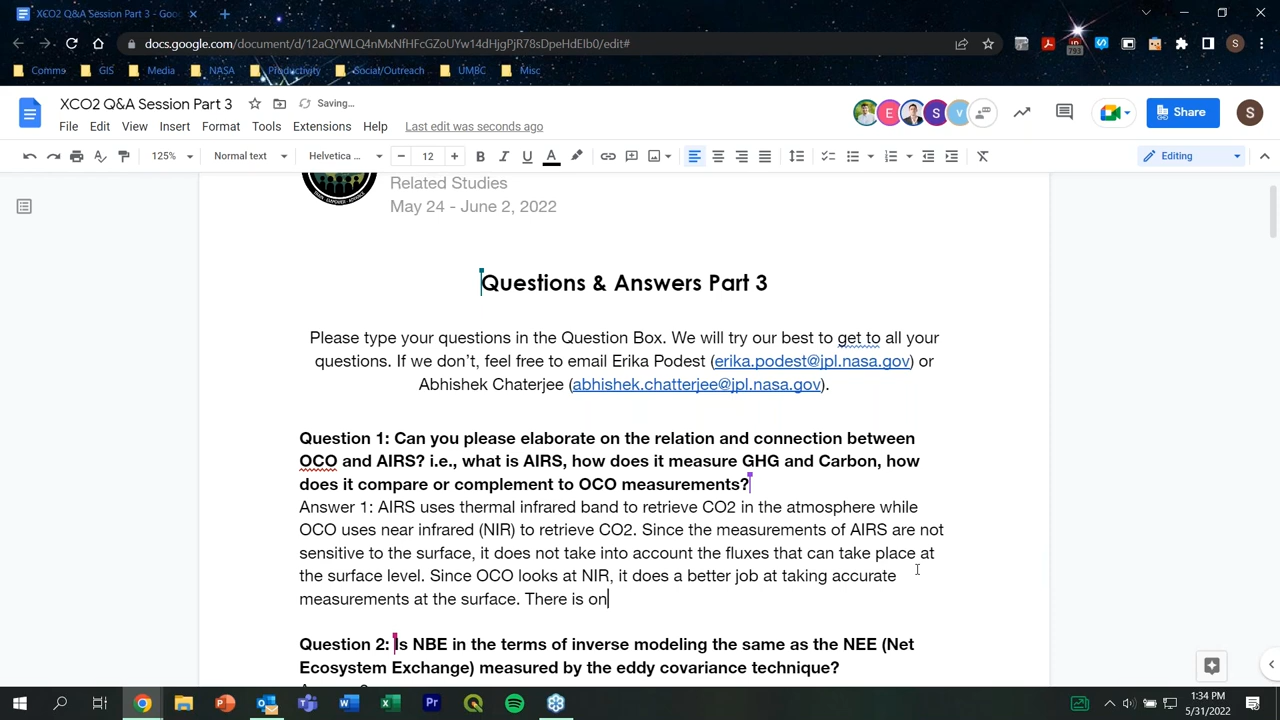 XCO2 Q&A Session Part 3 - Goo
docs.google.com/document/d/12aQYWLQ4nMxNfHFcGZoUYw14dHjgPjR78sDpeHdEIb0/edit#
793
S
Comms
GIS
Media
NASA
Productivity
Social/Outreach
UMBC
Misc
XCO2 Q&A Session Part 3
Saving…
E
S
V
Share
S
File Edit View Insert Format Tools Extensions Help Last edit was seconds ago
125% Normal text Helvetica ... 12 B I U A Editing
Related Studies
May 24 - June 2, 2022
Questions & Answers Part 3
Please type your questions in the Question Box. We will try our best to get to all your
questions. If we don’t, feel free to email Erika Podest (erika.podest@jpl.nasa.gov) or
Abhishek Chaterjee (abhishek.chatterjee@jpl.nasa.gov).
Question 1: Can you please elaborate on the relation and connection between
OCO and AIRS? i.e., what is AIRS, how does it measure GHG and Carbon, how
does it compare or complement to OCO measurements?
Answer 1: AIRS uses thermal infrared band to retrieve CO2 in the atmosphere while
OCO uses near infrared (NIR) to retrieve CO2. Since the measurements of AIRS are not
sensitive to the surface, it does not take into account the fluxes that can take place at
the surface level. Since OCO looks at NIR, it does a better job at taking accurate
measurements at the surface. There is on
Question 2: Is NBE in the terms of inverse modeling the same as the NEE (Net
Ecosystem Exchange) measured by the eddy covariance technique?
1:34 PM
5/31/2022